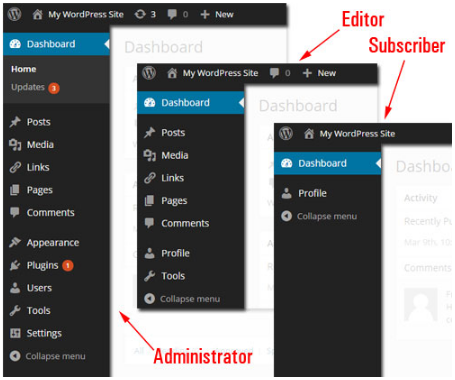 My WordPress Site 3 0 + New
Editor
Subscriber
Dashboard
Home
Updates 3
Posts
Media
Links
Pages
Comments
Appearance
Plugins 1
Users
Tools
Settings
Collapse menu
Administrator
Dashboard
My WordPress Site 0 + New
Dashboard
Posts
Media
Links
Pages
Comments
Profile
Tools
Collapse menu
Dashboard
My WordPress Site
Dashboard
Profile
Collapse menu
Dashbo
Activity
Recently Pu
Mar 9th, 10
Comments